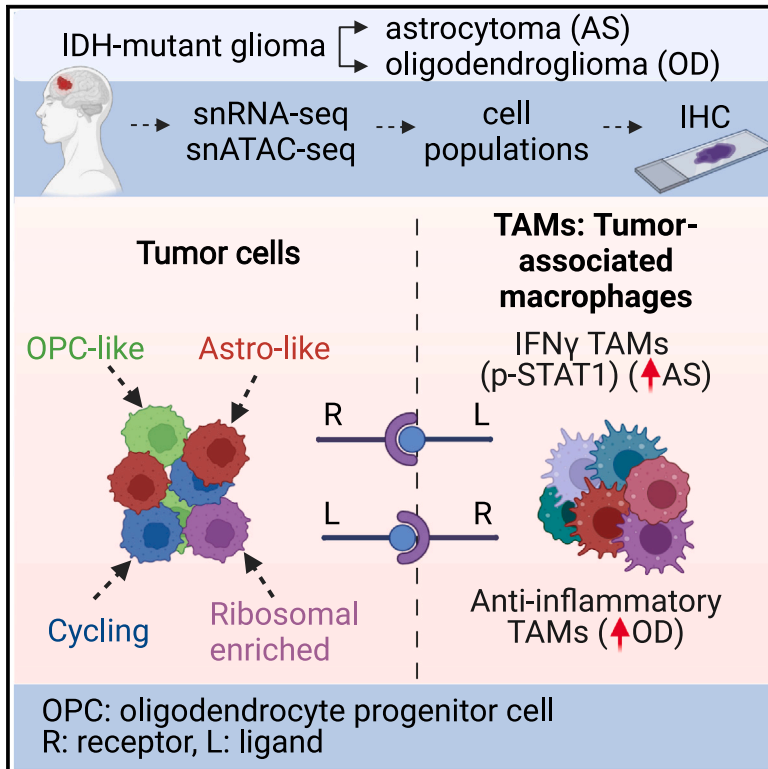 IDH-mutant glioma
astrocytoma (AS)
oligodendroglioma (OD)
snRNA-seq
snATAC-seq
cell
populations
IHC
Tumor cells
OPC-like
Astro-like
Cycling
Ribosomal
enriched
R
L
L
R
TAMs: Tumor-
associated
macrophages
IFNγ TAMs
(p-STAT1) (↑AS)
Anti-inflammatory
TAMs (↑OD)
OPC: oligodendrocyte progenitor cell
R: receptor, L: ligand